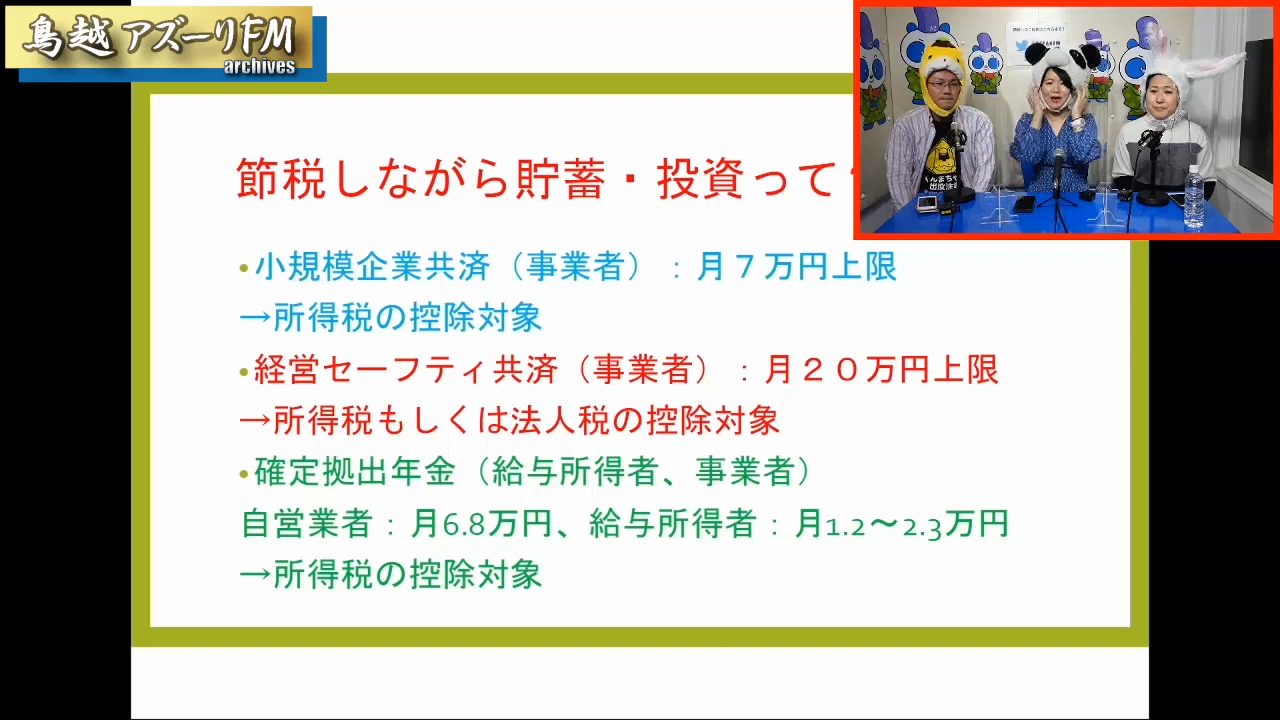 鳥越アズーリFM
archives
節税しながら貯蓄・投資って
・小規模企業共済（事業者）：月７万円上限
→所得税の控除対象
・経営セーフティ共済（事業者）：月２０万円上限
→所得税もしくは法人税の控除対象
・確定拠出年金（給与所得者、事業者）
自営業者：月6.8万円、給与所得者：月1.2～2.3万円
→所得税の控除対象